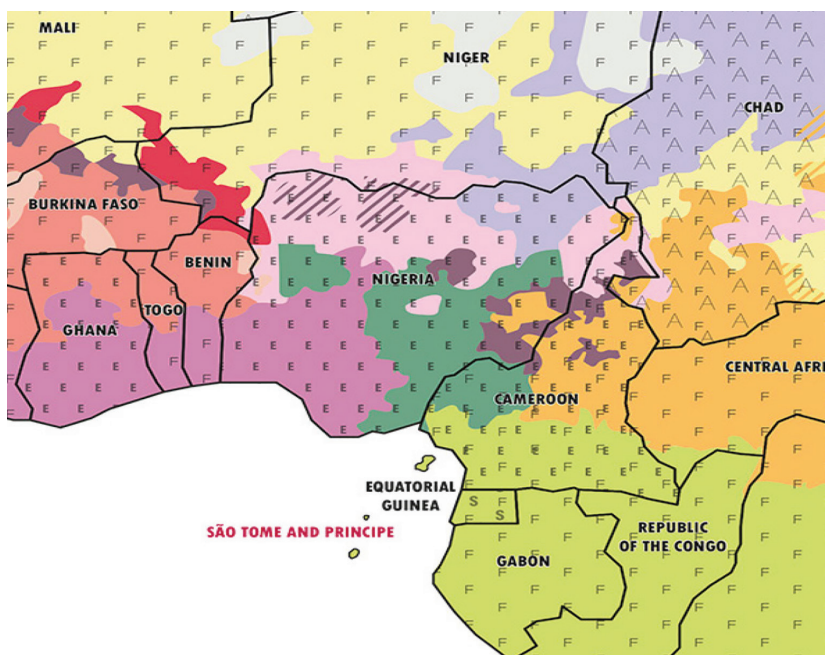 MALI
NIGER
CHAD
BURKINA FASO
BENIN
NIGERIA
GHANA
TOGO
CENTRAL AFRI
CAMEROON
EQUATORIAL
GUINEA
SÃO TOME AND PRINCIPE
REPUBLIC
OF THE CONGO
GABON